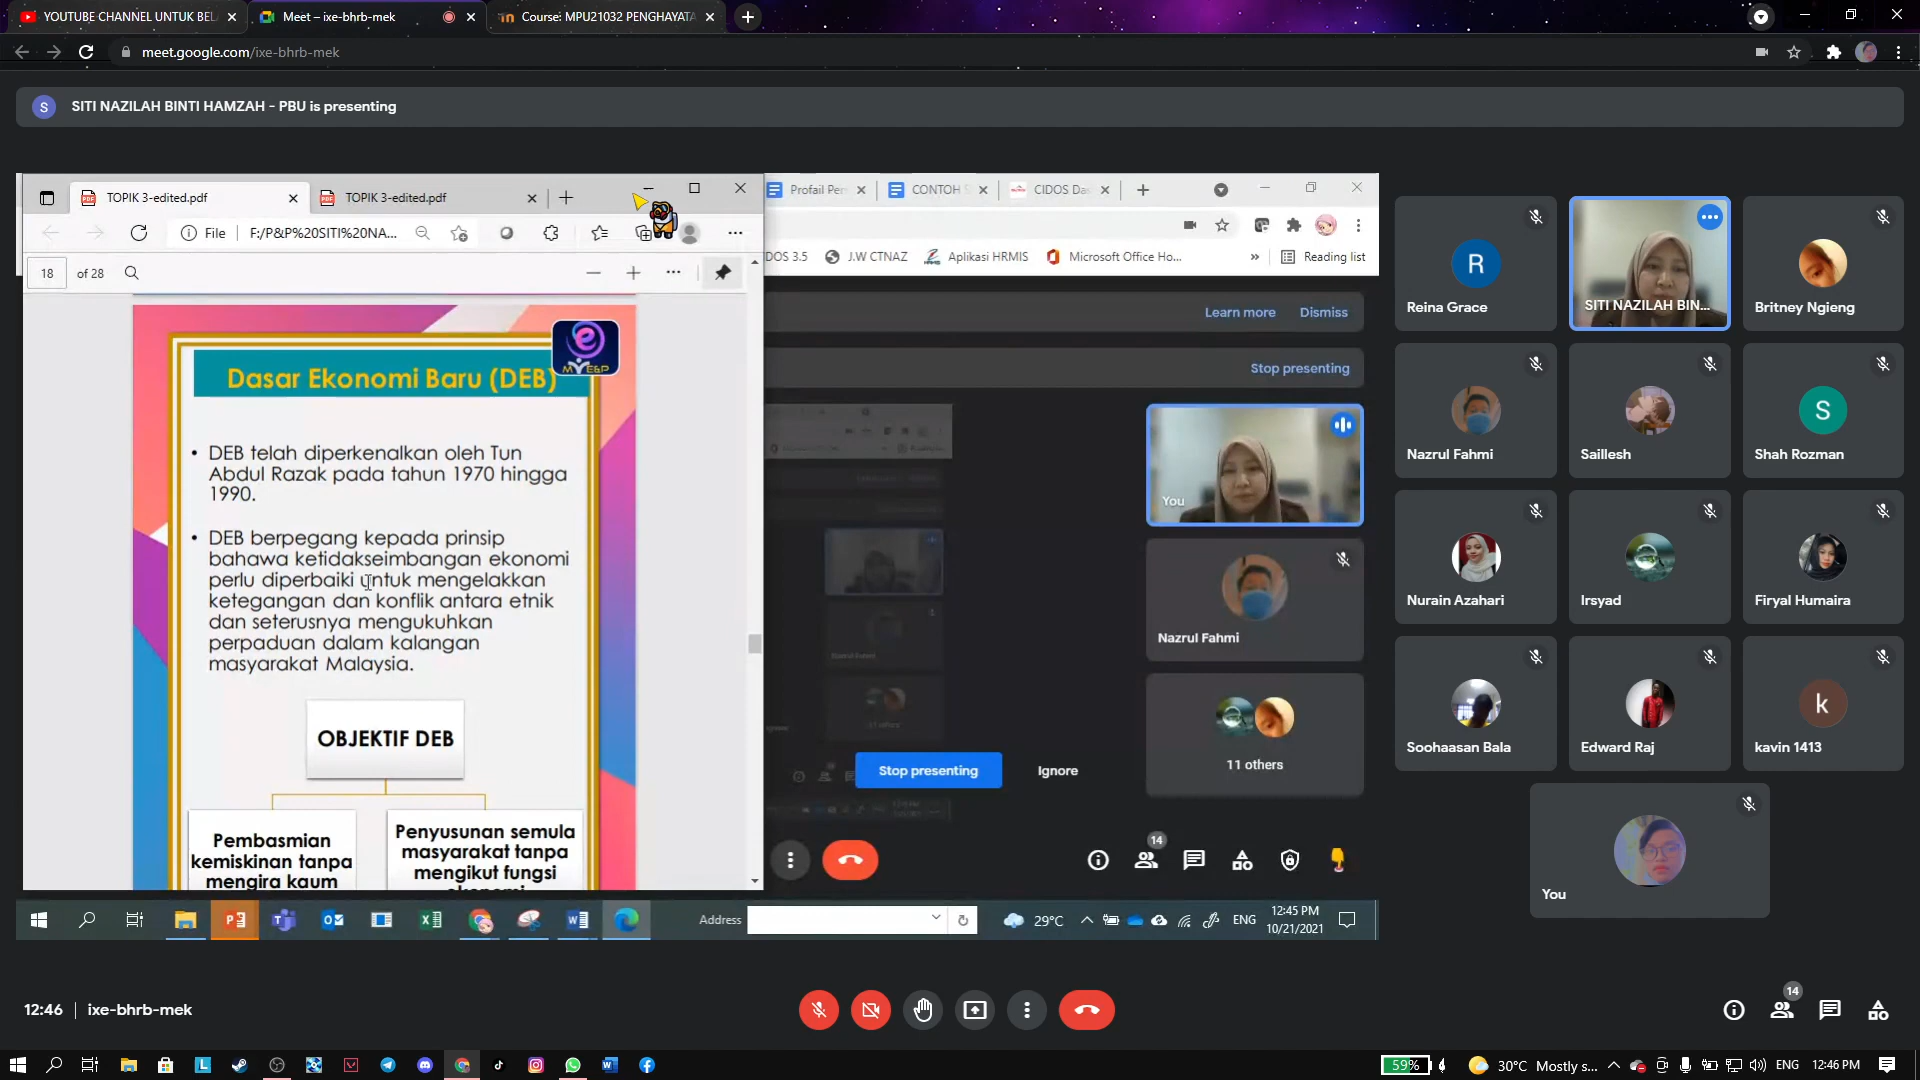 YOUTUBE CHANNEL UNTUK BEL
Meet – ixe-bhrb-mek
Course: MPU21032 PENGHAYATA
meet.google.com/ixe-bhrb-mek
S
SITI NAZILAH BINTI HAMZAH - PBU is presenting
TOPIK 3-edited.pdf
TOPIK 3-edited.pdf
Profail Per
CONTOH S
CIDOS Da
File
F:/P&P%20SITI%20NA...
18
of 28
DOS 3.5
J.W CTNAZ
Aplikasi HRMIS
Microsoft Office Ho...
Reading list
Learn more
Dismiss
Stop presenting
Dasar Ekonomi Baru (DEB)
MYE&P
• DEB telah diperkenalkan oleh Tun
Abdul Razak pada tahun 1970 hingga
1990.
• DEB berpegang kepada prinsip
bahawa ketidakseimbangan ekonomi
perlu diperbaiki untuk mengelakkan
ketegangan dan konflik antara etnik
dan seterusnya mengukuhkan
perpaduan dalam kalangan
masyarakat Malaysia.
OBJEKTIF DEB
Pembasmian
kemiskinan tanpa
mengira kaum
Penyusunan semula
masyarakat tanpa
mengikut fungsi
You
Nazrul Fahmi
11 others
Stop presenting
Ignore
14
R
Reina Grace
SITI NAZILAH BIN...
Britney Ngieng
Nazrul Fahmi
Saillesh
S
Shah Rozman
Nurain Azahari
Irsyad
Firyal Humaira
Soohaasan Bala
Edward Raj
k
kavin 1413
You
Address
29°C
ENG
12:45 PM
10/21/2021
12:46
ixe-bhrb-mek
14
59%
30°C Mostly s...
ENG
12:46 PM